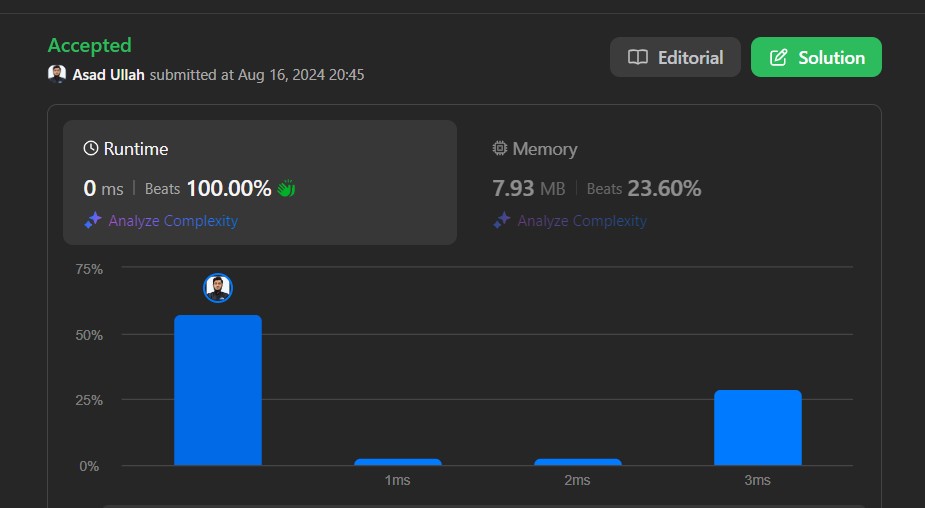 Accepted
Editorial
Solution
Asad Ullah submitted at Aug 16, 2024 20:45
Runtime
0 ms | Beats 100.00%
Analyze Complexity
Memory
7.93 MB | Beats 23.60%
Analyze Complexity
75%
50%
25%
0%
1ms
2ms
3ms